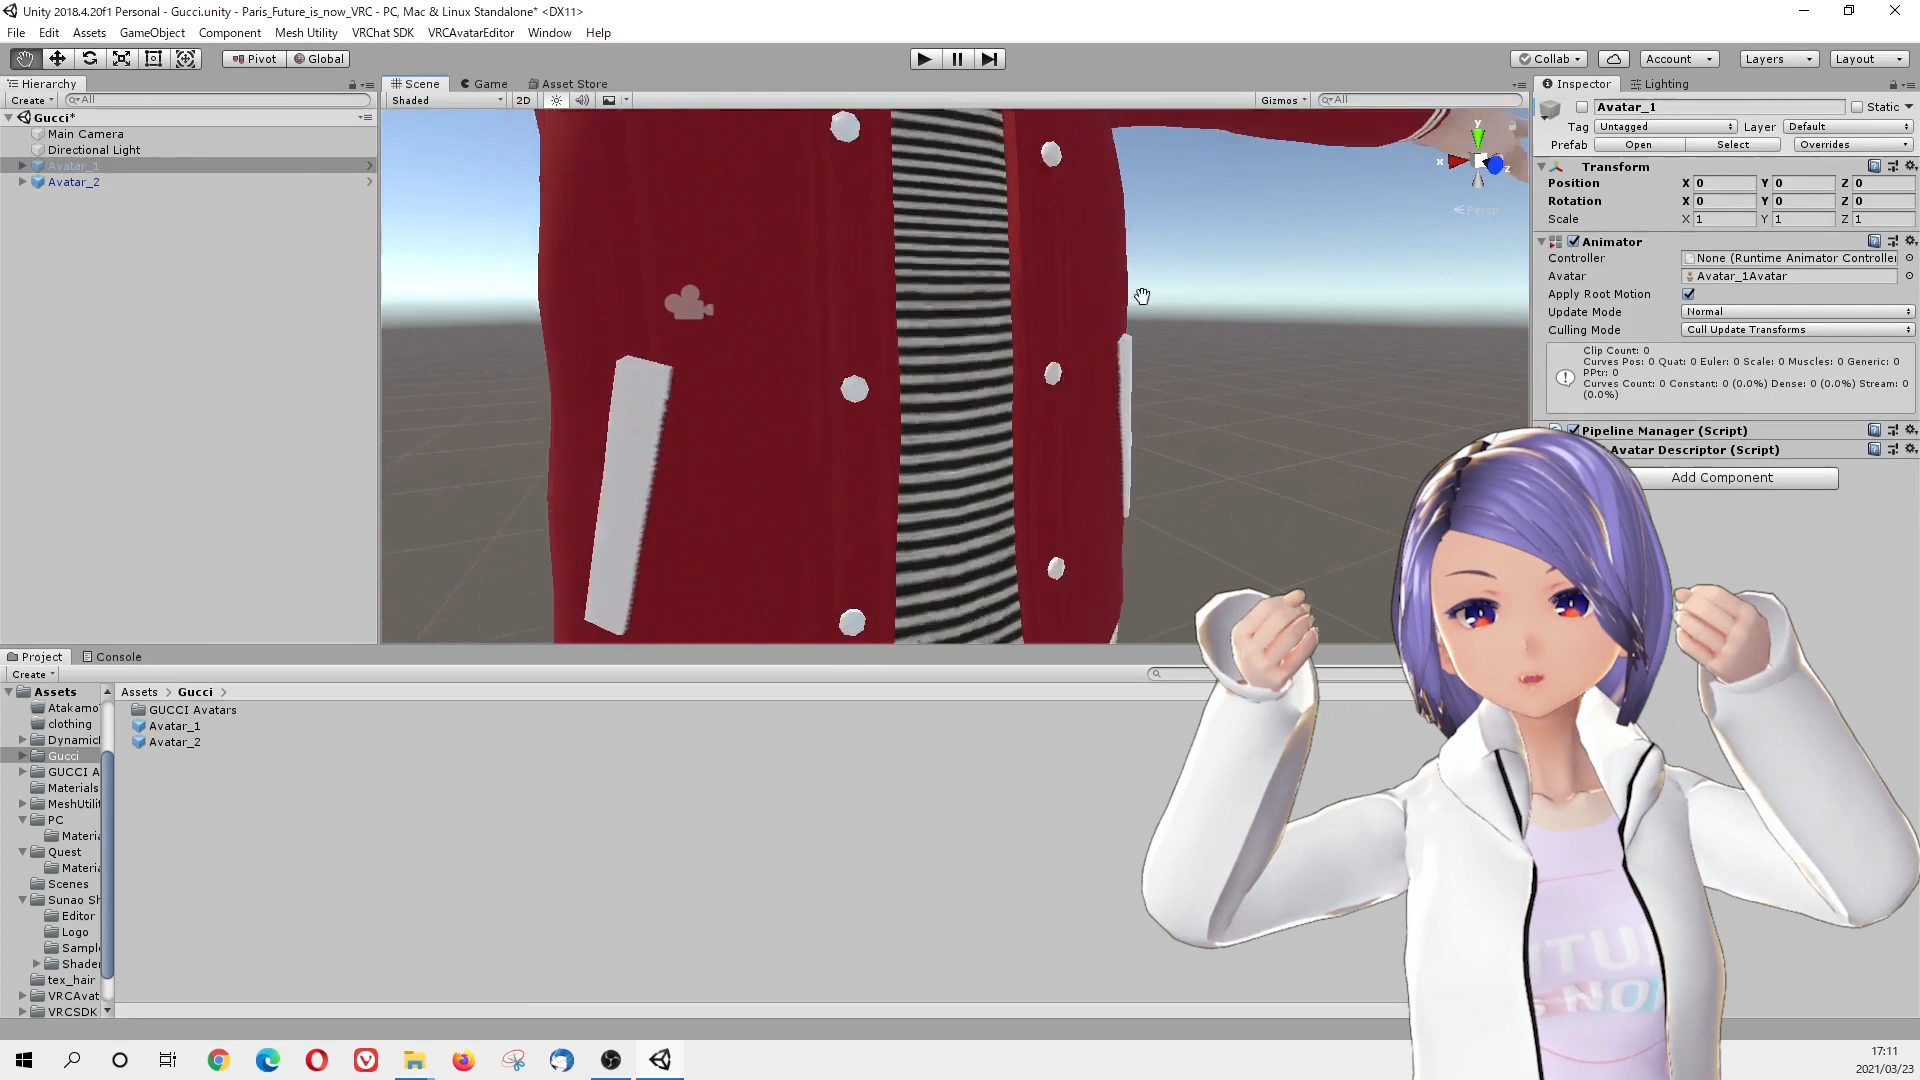 Unity 2018.4.20f1 Personal - Gucci.unity - Paris_Future_is_now_VRC - PC, Mac & Linux Standalone* <DX11>
File Edit Assets GameObject Component Mesh Utility VRChat SDK VRCAvatarEditor Window Help
Pivot Global Collab Account Layers Layout
Hierarchy
Create All
Gucci*
Main Camera
Directional Light
Avatar_1
Avatar_2
Scene Game Asset Store
Shaded 2D Gizmos All
y
x
z
Persp
Inspector Lighting
Avatar_1 Static
Tag Untagged Layer Default
Prefab Open Select Overrides
Transform
Position X 0 Y 0 Z 0
Rotation X 0 Y 0 Z 0
Scale X 1 Y 1 Z 1
Animator
Controller None (Runtime Animator Controller
Avatar Avatar_1Avatar
Apply Root Motion
Update Mode Normal
Culling Mode Cull Update Transforms
Clip Count: 0
Curves Pos: 0 Quat: 0 Euler: 0 Scale: 0 Muscles: 0 Generic: 0
PPtr: 0
Curves Count: 0 Constant: 0 (0.0%) Dense: 0 (0.0%) Stream: 0
(0.0%)
Pipeline Manager (Script)
Avatar Descriptor (Script)
Add Component
Project Console
Create
Assets
Atakamo
clothing
Dynamic
Gucci
GUCCI A
Materials
MeshUtili
PC
Materia
Quest
Materia
Scenes
Sunao Sh
Editor
Logo
Sampl
Shader
tex_hair
VRCAvat
VRCSDK
Assets > Gucci >
GUCCI Avatars
Avatar_1
Avatar_2
TU
S NO
17:11
2021/03/23